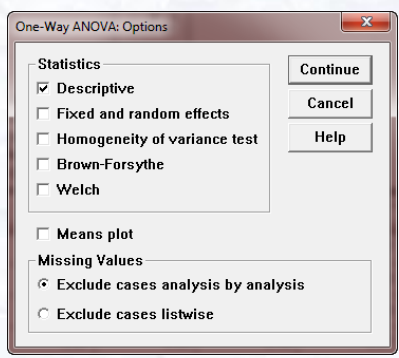 One-Way ANOVA: Options
Statistics
Descriptive
Fixed and random effects
Homogeneity of variance test
Brown-Forsythe
Welch
Continue
Cancel
Help
Means plot
Missing Values
Exclude cases analysis by analysis
Exclude cases listwise